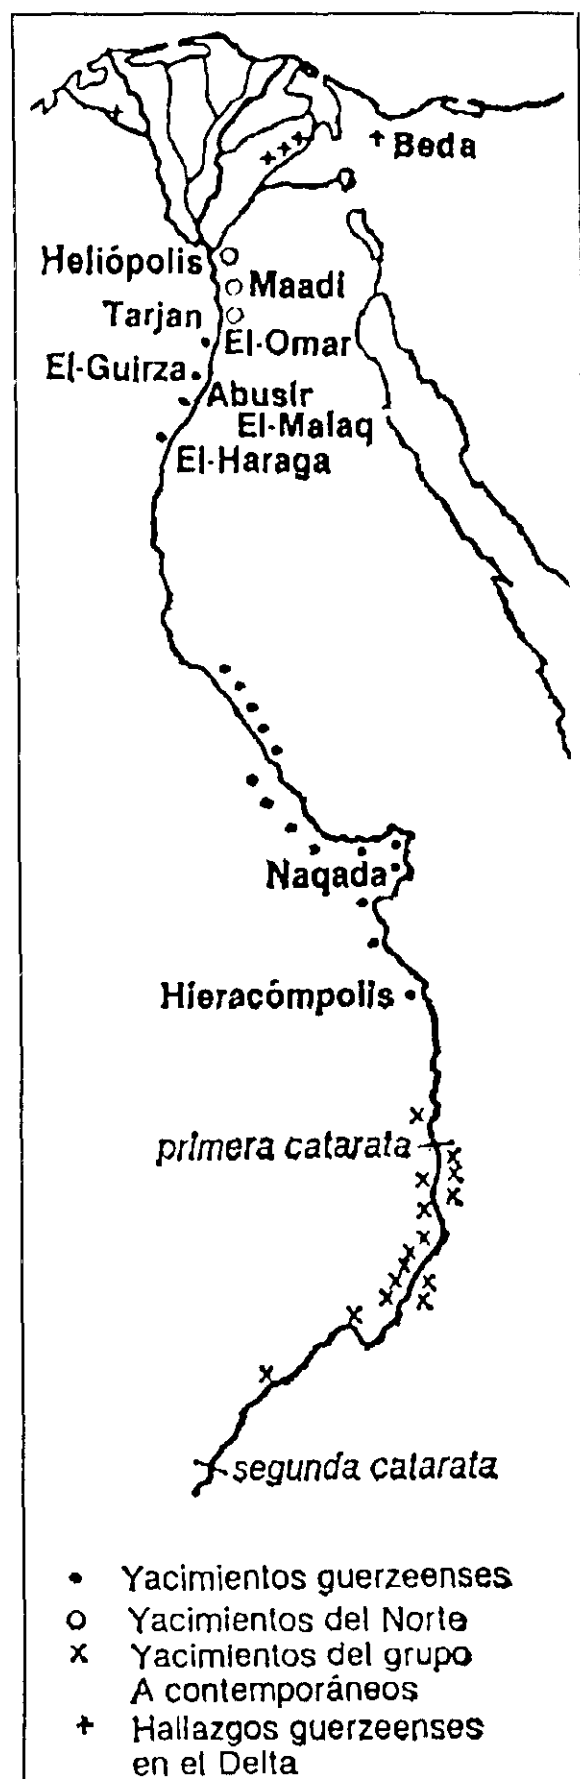 Beda
Heliópolis
Maadi
Tarjan
El-Omar
El-Guirza
Abusir
El-Malaq
El-Haraga
Naqada
Hieracómpolis
primera catarata
segunda catarata
Yacimientos guerzeenses
Yacimientos del Norte
Yacimientos del grupo
A contemporáneos
Hallazgos guerzeenses
en el Delta